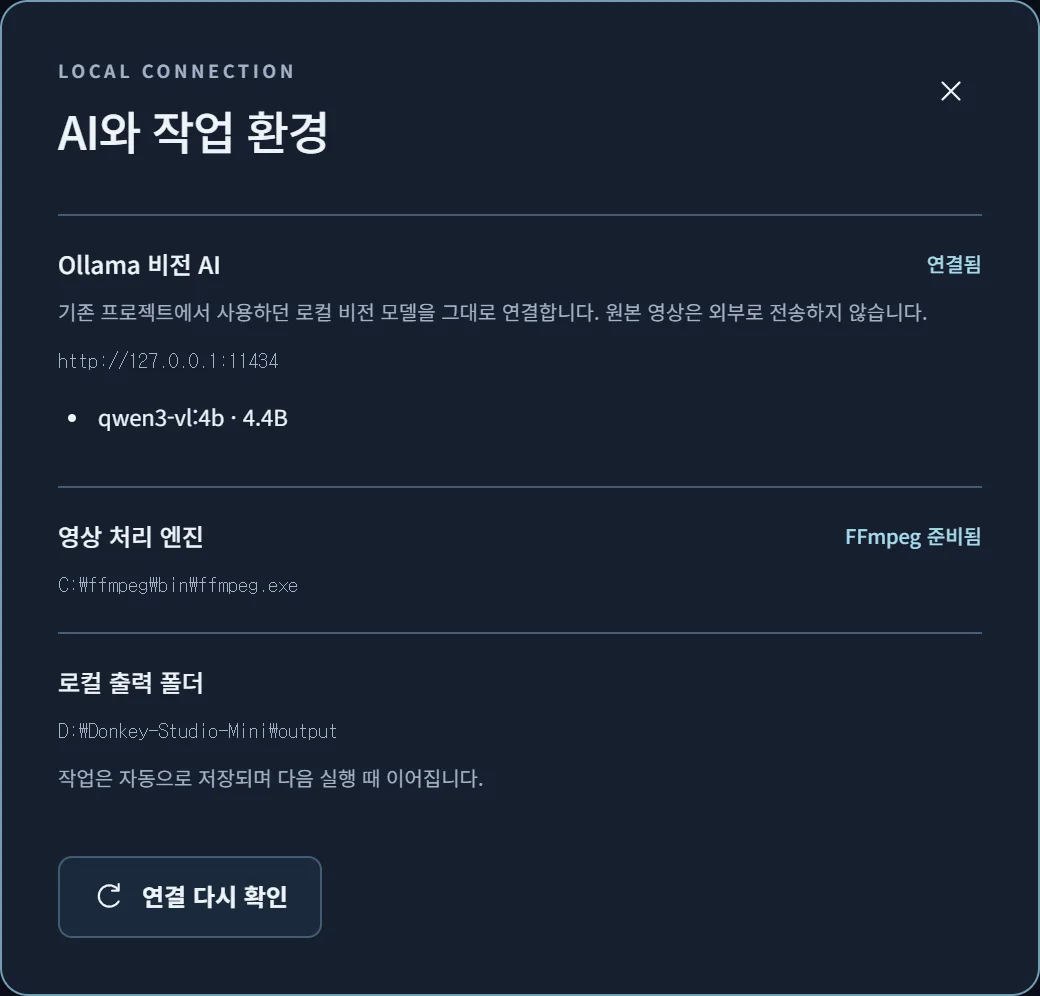 LOCAL CONNECTION
AI와 작업 환경
Ollama 비전 AI
연결됨
기존 프로젝트에서 사용하던 로컬 비전 모델을 그대로 연결합니다. 원본 영상은 외부로 전송하지 않습니다.
http://127.0.0.1:11434
• qwen3-vl:4b · 4.4B
영상 처리 엔진
FFmpeg 준비됨
C:₩ffmpeg₩bin₩ffmpeg.exe
로컬 출력 폴더
D:₩Donkey-Studio-Mini₩output
작업은 자동으로 저장되며 다음 실행 때 이어집니다.
연결 다시 확인